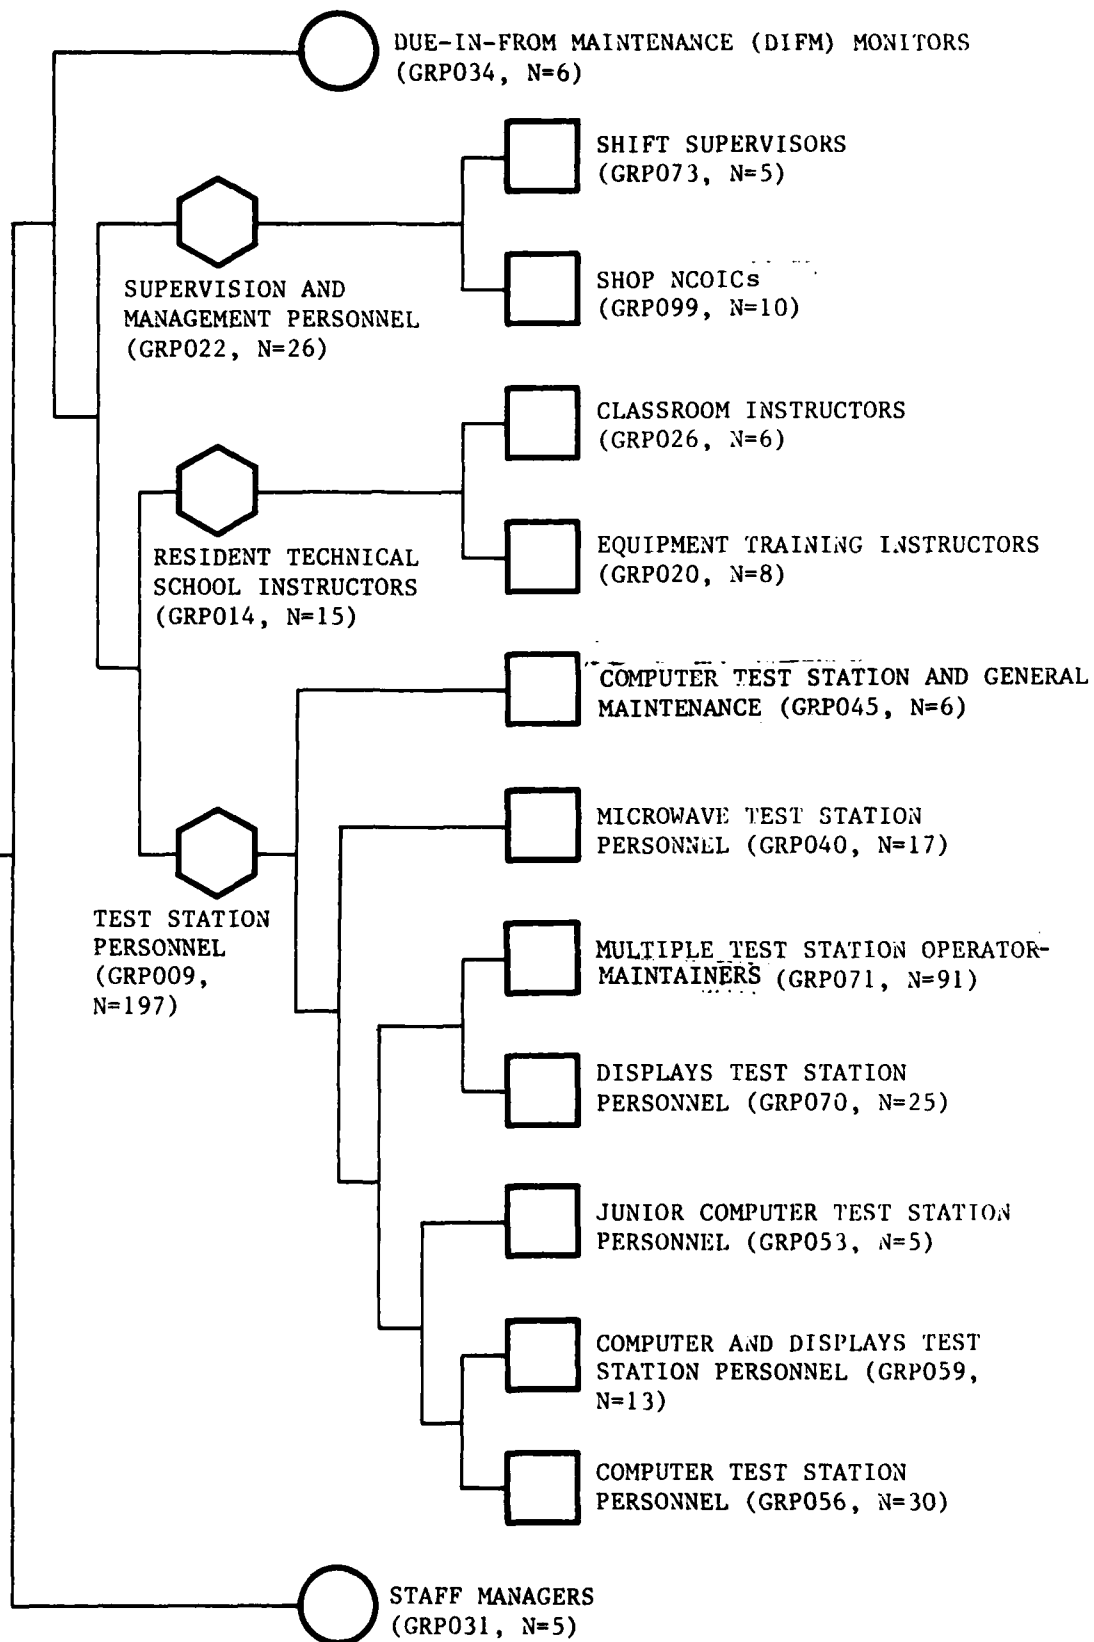 DUE-IN-FROM MAINTENANCE (DIFM) MONITORS
(GRP034, N=6)
SHIFT SUPERVISORS
(GRP073, N=5)
SUPERVISION AND
MANAGEMENT PERSONNEL
(GRP022, N=26)
SHOP NCOICs
(GRP099, N=10)
CLASSROOM INSTRUCTORS
(GRP026, N=6)
RESIDENT TECHNICAL
SCHOOL INSTRUCTORS
(GRP014, N=15)
EQUIPMENT TRAINING INSTRUCTORS
(GRP020, N=8)
COMPUTER TEST STATION AND GENERAL
MAINTENANCE (GRP045, N=6)
MICROWAVE TEST STATION
PERSONNEL (GRP040, N=17)
TEST STATION
PERSONNEL
(GRP009,
N=197)
MULTIPLE TEST STATION OPERATOR-
MAINTAINERS (GRP071, N=91)
DISPLAYS TEST STATION
PERSONNEL (GRP070, N=25)
JUNIOR COMPUTER TEST STATION
PERSONNEL (GRP053, N=5)
COMPUTER AND DISPLAYS TEST
STATION PERSONNEL (GRP059,
N=13)
COMPUTER TEST STATION
PERSONNEL (GRP056, N=30)
STAFF MANAGERS
(GRP031, N=5)